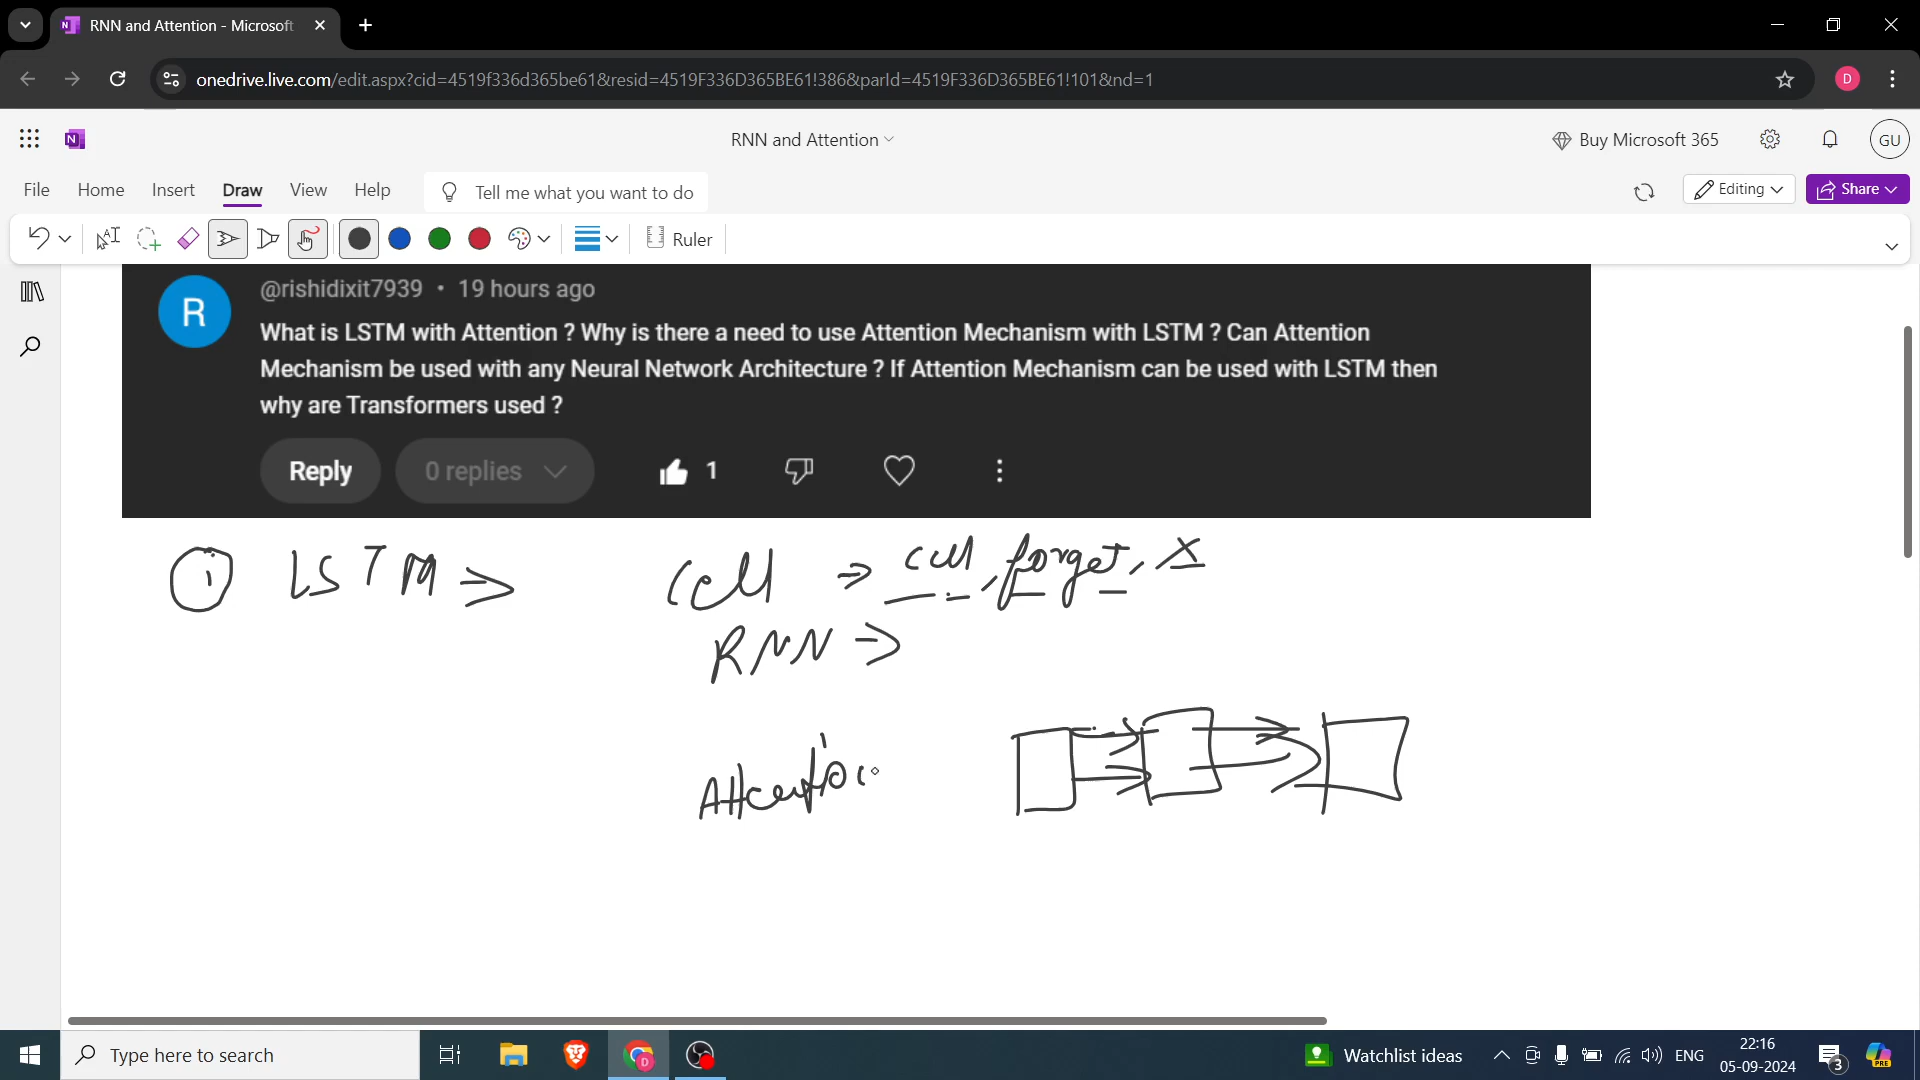 RNN and Attention - Microsoft
onedrive.live.com/edit.aspx?cid=4519f336d365be61&resid=4519F336D365BE61!386&parId=4519F336D365BE61!101&nd=1
D
RNN and Attention
Buy Microsoft 365
GU
File Home Insert Draw View Help
Tell me what you want to do
Editing
Share
Ruler
R
@rishidixit7939 • 19 hours ago
What is LSTM with Attention ? Why is there a need to use Attention Mechanism with LSTM ? Can Attention
Mechanism be used with any Neural Network Architecture ? If Attention Mechanism can be used with LSTM then
why are Transformers used ?
Reply
0 replies
1
① LSTM ⇒ Cell ⇒ cell, forget, x
RNN ⇒
Attentio
Type here to search
Watchlist ideas
ENG
22:16
05-09-2024
3
PRE